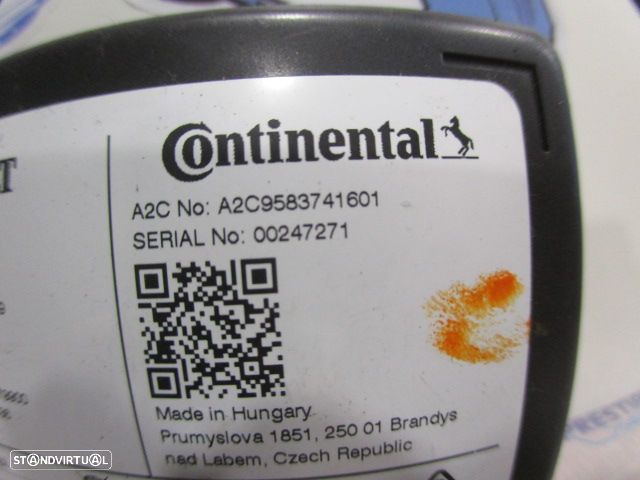 Continental
A2C No: A2C9583741601
SERIAL No: 00247271
Made in Hungary
Prumyslova 1851, 250 01 Brandys
nad Labem, Czech Republic
STANDVIRTUAL